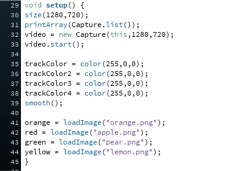 29 void setup() {
30 size(1280,720);
31 printArray(Capture.list());
32 video = new Capture(this,1280,720);
33 video.start();
34
35 trackColor = color(255,0,0);
36 trackColor2 = color(255,0,0);
37 trackColor3 = color(255,0,0);
38 trackColor4 = color(255,0,0);
39 smooth();
40
41 orange = loadImage("orange.png");
42 red = loadImage("apple.png");
43 green = loadImage("pear.png");
44 yellow = loadImage("lemon.png");
45 }